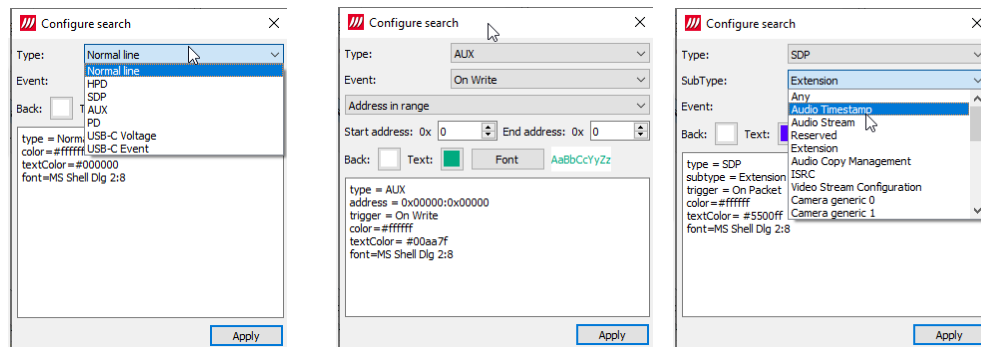 Configure search
Type: Normal line
Normal line
HPD
SDP
AUX
PD
USB-C Voltage
USB-C Event
Event:
Back:
type = Norma
color=#ffffff
textColor=#000000
font=MS Shell Dlg 2:8
Apply
Configure search
Type: AUX
Event: On Write
Address in range
Start address: 0x 0 End address: 0x 0
Back: Text: Font AaBbCcYyZz
type = AUX
address = 0x00000:0x00000
trigger = On Write
color=#ffffff
textColor= #00aa7f
font=MS Shell Dlg 2:8
Apply
Configure search
Type: SDP
SubType: Extension
Any
Audio Timestamp
Audio Stream
Reserved
Extension
Audio Copy Management
ISRC
Video Stream Configuration
Camera generic 0
Camera generic 1
Event:
Back: Text:
type = SDP
subtype = Extension
trigger = On Packet
color=#ffffff
textColor= #5500ff
font=MS Shell Dlg 2:8
Apply